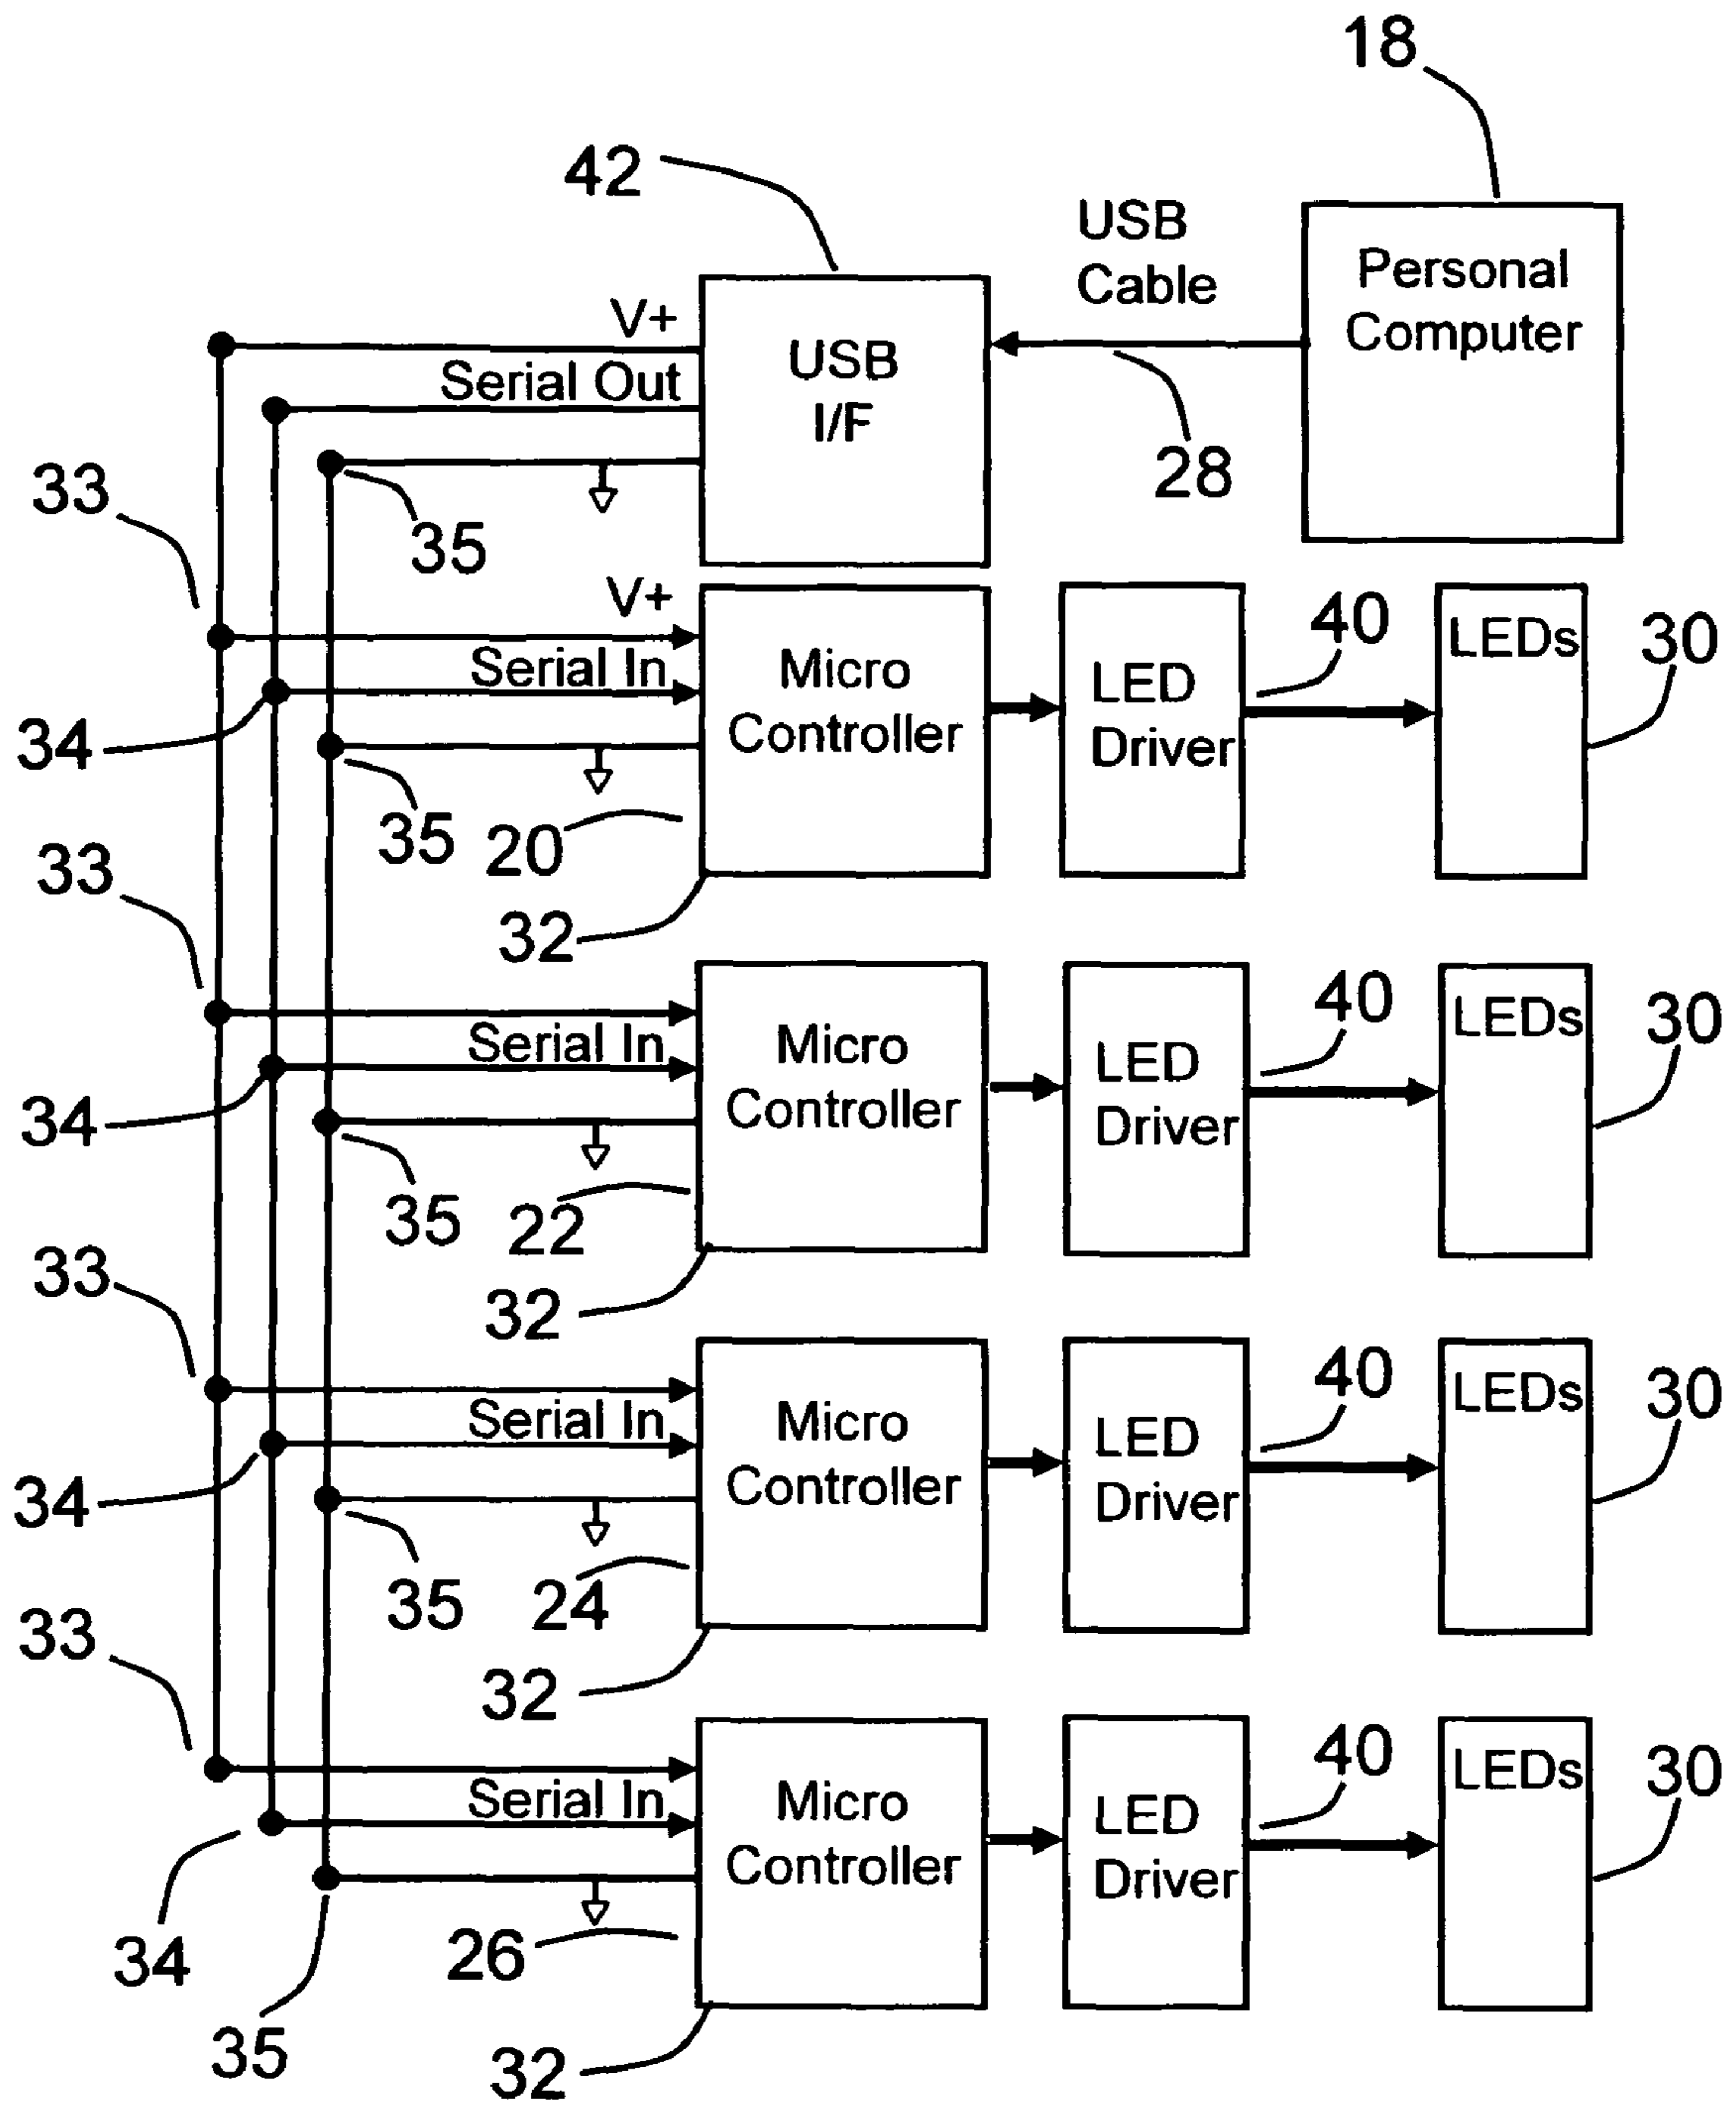 18
42
USB
Cable
Personal
Computer
V+
USB
I/F
Serial Out
28
33
35
V+
Serial In
Micro
Controller
LED
Driver
40
LEDs
30
34
35
20
32
33
Serial In
Micro
Controller
LED
Driver
40
LEDs
30
34
35
22
32
33
Serial In
Micro
Controller
LED
Driver
40
LEDs
30
34
35
24
32
33
Serial In
Micro
Controller
LED
Driver
40
LEDs
30
34
26
35
32